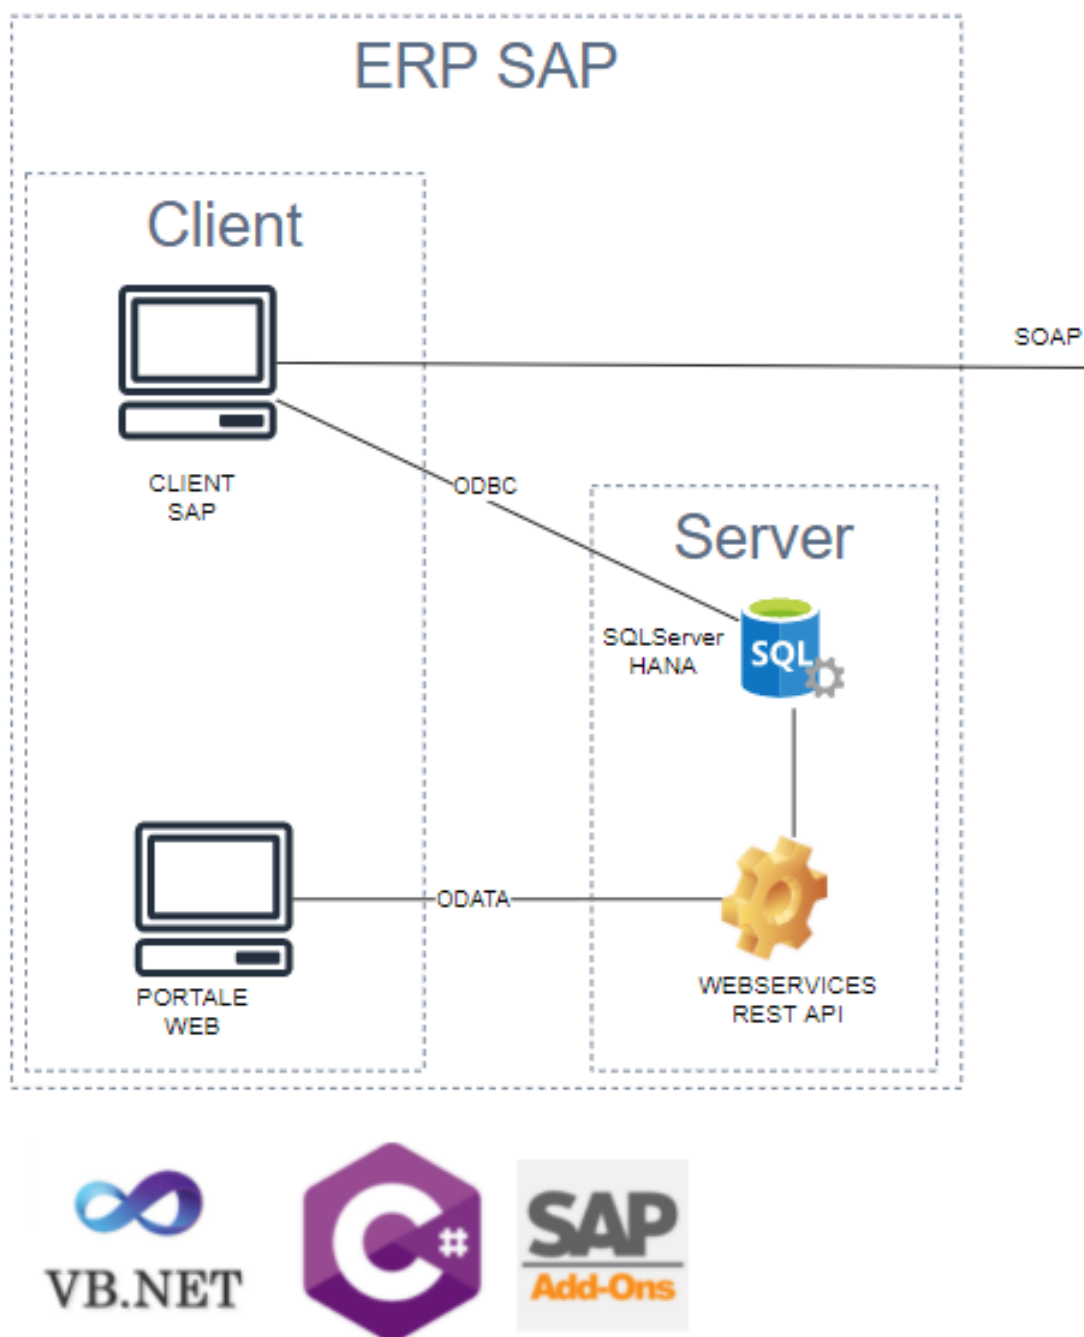 ERP SAP
Client
SOAP
CLIENT
SAP
ODBC
Server
SQLServer
HANA
SQL
ODATA
PORTALE
WEB
WEBSERVICES
REST API
VB.NET
C#
SAP
Add-Ons